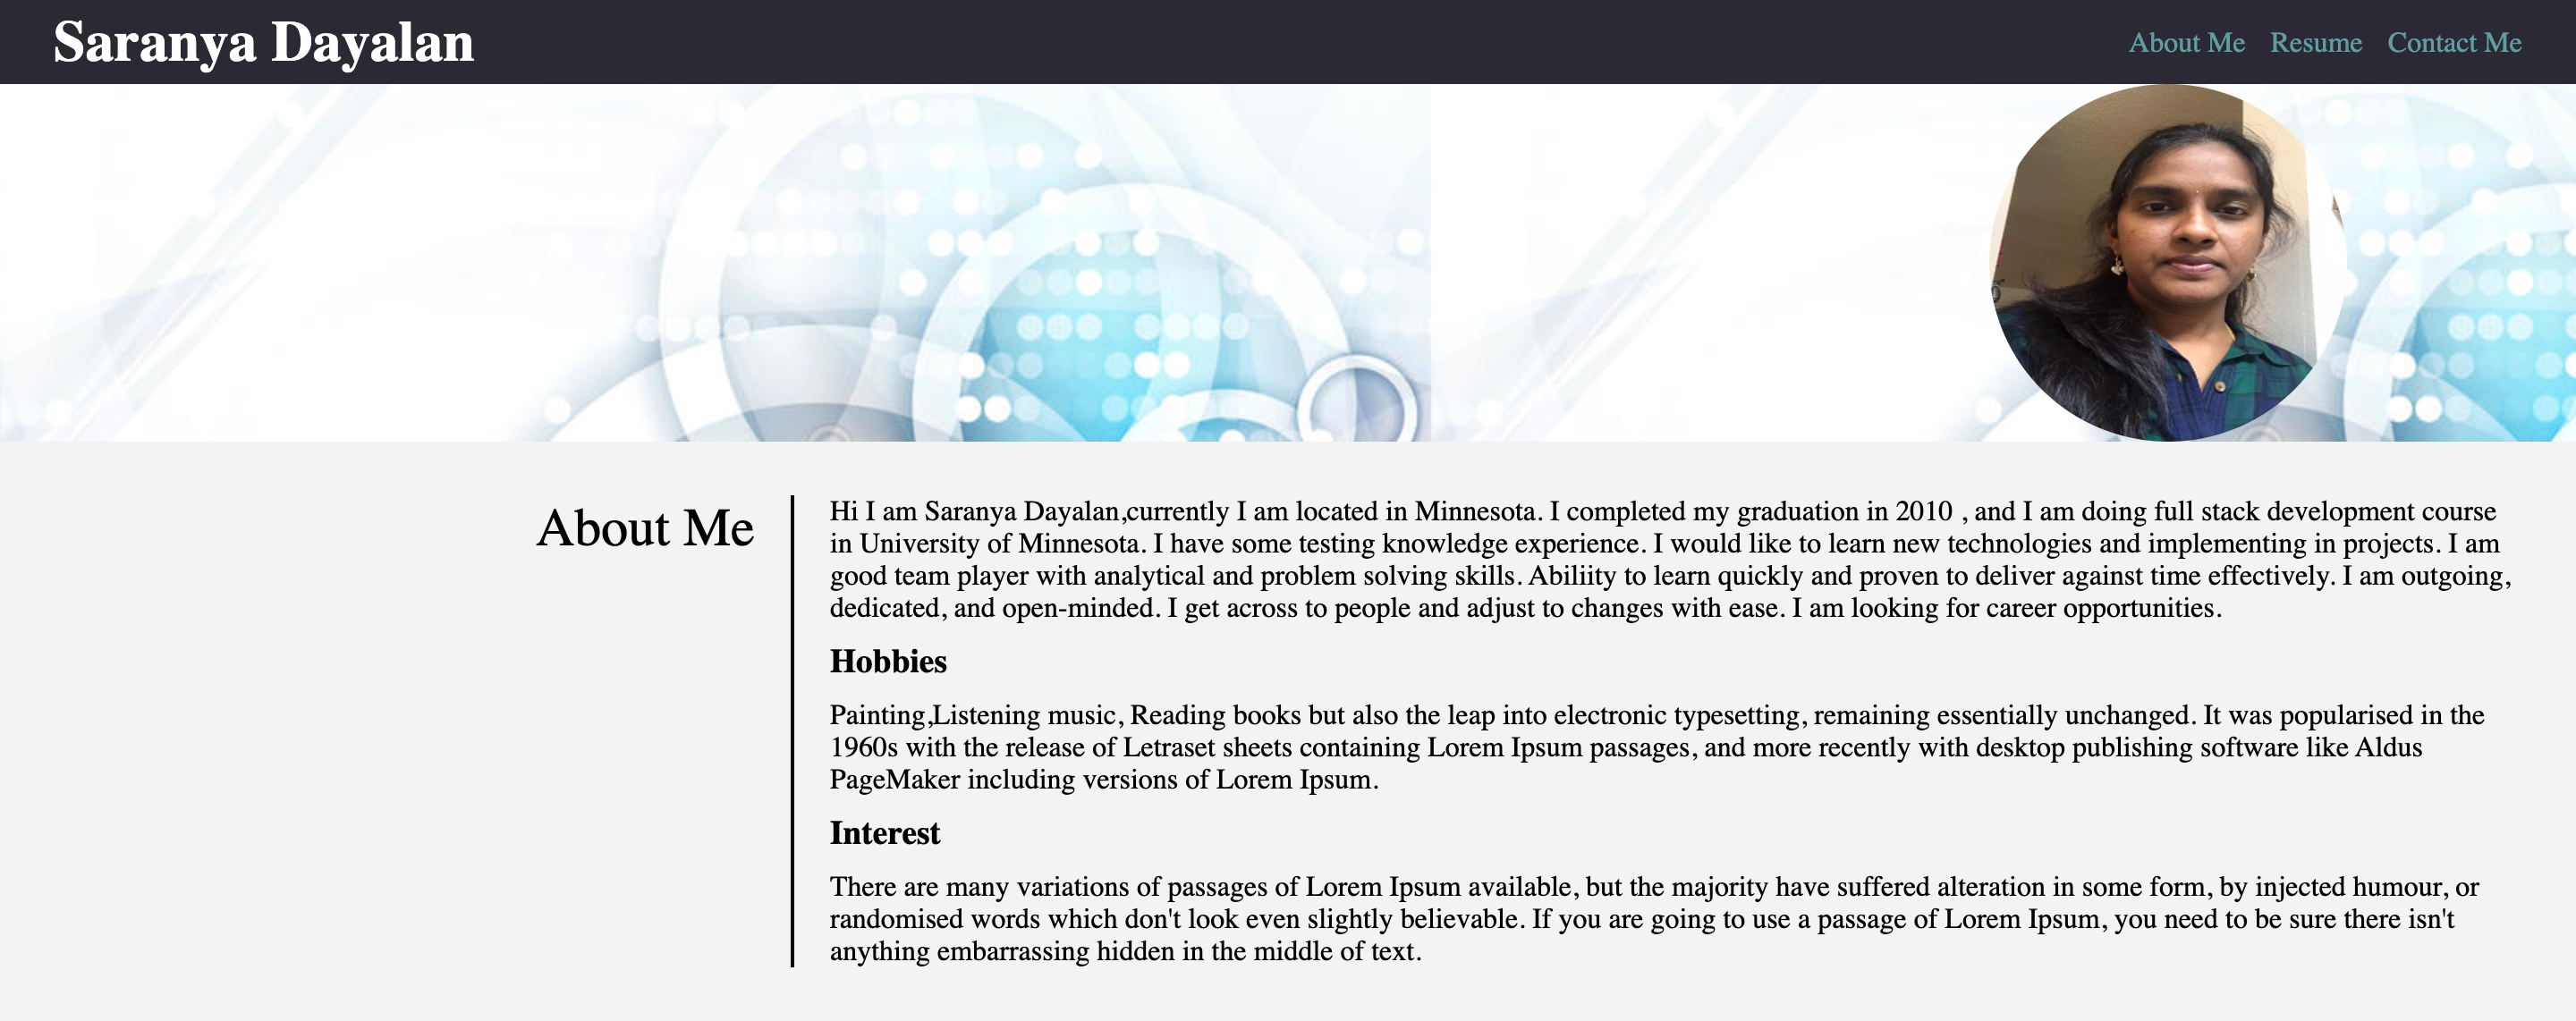 Saranya Dayalan
About Me Resume Contact Me
About Me
Hi I am Saranya Dayalan,currently I am located in Minnesota. I completed my graduation in 2010 , and I am doing full stack development course
in University of Minnesota. I have some testing knowledge experience. I would like to learn new technologies and implementing in projects. I am
good team player with analytical and problem solving skills. Abiliity to learn quickly and proven to deliver against time effectively. I am outgoing,
dedicated, and open-minded. I get across to people and adjust to changes with ease. I am looking for career opportunities.
Hobbies
Painting,Listening music, Reading books but also the leap into electronic typesetting, remaining essentially unchanged. It was popularised in the
1960s with the release of Letraset sheets containing Lorem Ipsum passages, and more recently with desktop publishing software like Aldus
PageMaker including versions of Lorem Ipsum.
Interest
There are many variations of passages of Lorem Ipsum available, but the majority have suffered alteration in some form, by injected humour, or
randomised words which don't look even slightly believable. If you are going to use a passage of Lorem Ipsum, you need to be sure there isn't
anything embarrassing hidden in the middle of text.